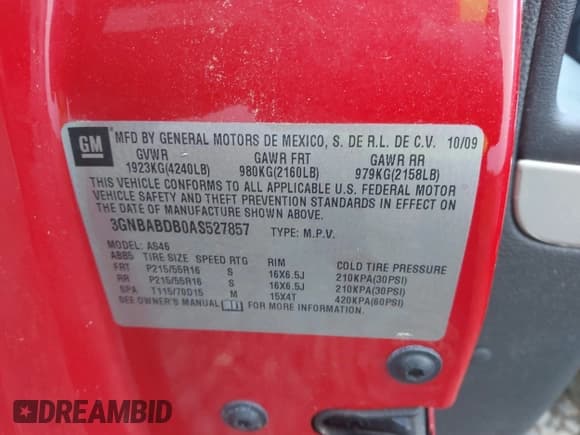 GM
MFD BY GENERAL MOTORS DE MEXICO, S. DE R.L. DE C.V. 10/09
GVWR GAWR FRT GAWR RR
1923KG(4240LB) 980KG(2160LB) 979KG(2158LB)
THIS VEHICLE CONFORMS TO ALL APPLICABLE U.S. FEDERAL MOTOR
VEHICLE SAFETY AND THEFT PREVENTION STANDARDS IN EFFECT ON
THE DATE OF MANUFACTURE SHOWN ABOVE.
3GNBABDB0AS527857 TYPE: M.P.V.
MODEL: AS46
ABB5 TIRE SIZE SPEED RTG RIM COLD TIRE PRESSURE
FRT P215/55R16 S 16X6.5J 210KPA(30PSI)
RR P215/55R16 S 16X6.5J 210KPA(30PSI)
SPA T115/70D15 M 15X4T 420KPA(60PSI)
SEE OWNER'S MANUAL FOR MORE INFORMATION.
DREAMBID